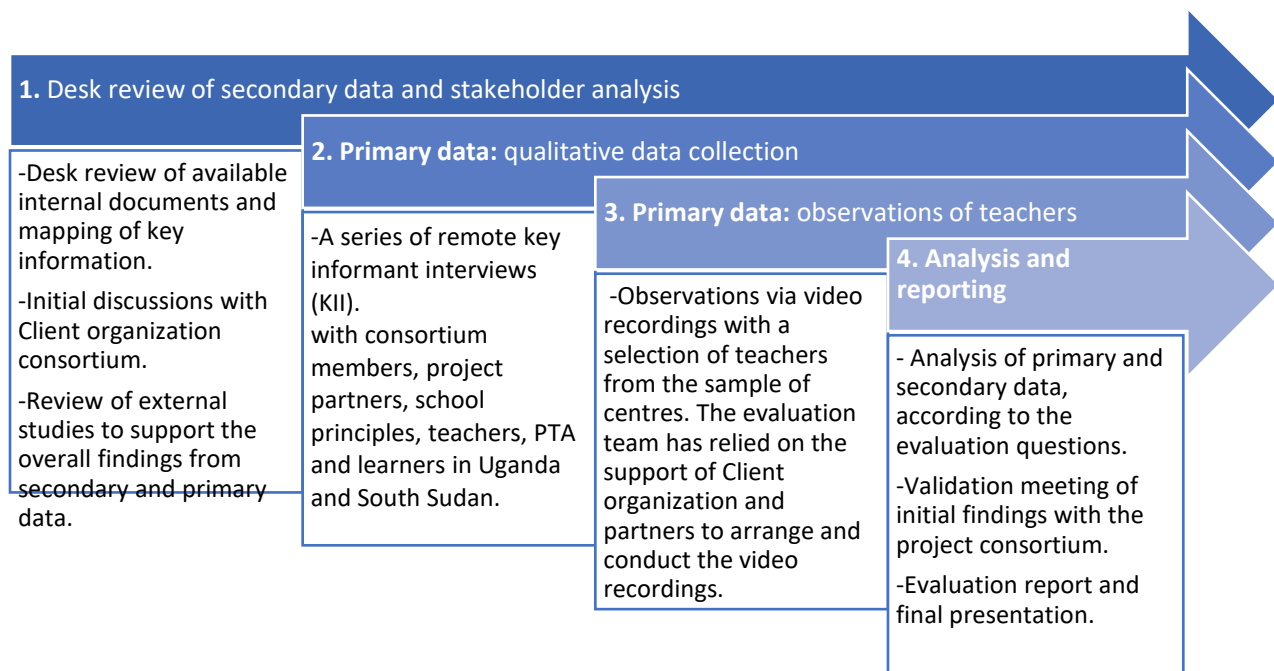 1. Desk review of secondary data and stakeholder analysis
-Desk review of available
internal documents and
mapping of key
information.
-Initial discussions with
Client organization
consortium.
-Review of external
studies to support the
overall findings from
secondary and primary
data.
2. Primary data: qualitative data collection
-A series of remote key
informant interviews
(KII).
with consortium
members, project
partners, school
principles, teachers, PTA
and learners in Uganda
and South Sudan.
3. Primary data: observations of teachers
-Observations via video
recordings with a
selection of teachers
from the sample of
centres. The evaluation
team has relied on the
support of Client
organization and
partners to arrange and
conduct the video
recordings.
4. Analysis and
reporting
- Analysis of primary and
secondary data,
according to the
evaluation questions.
-Validation meeting of
initial findings with the
project consortium.
-Evaluation report and
final presentation.